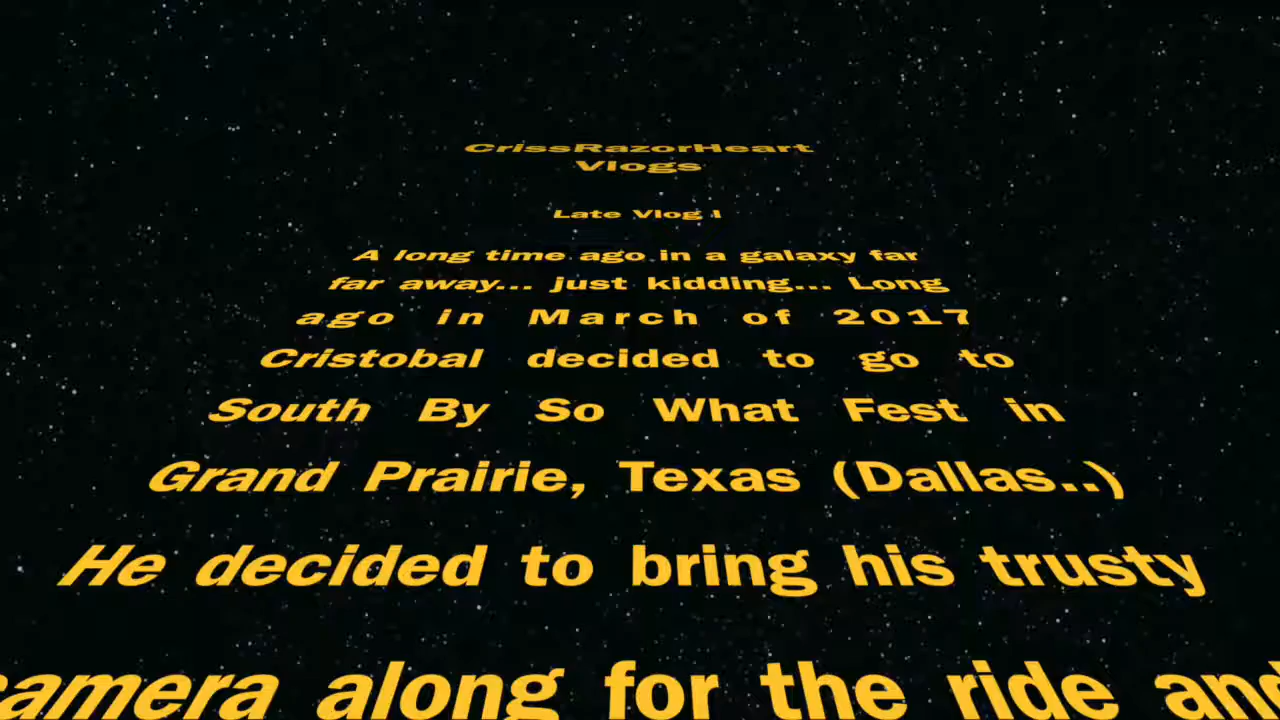 CrissRazorHeart
Vlogs
Late Vlog I
A long time ago in a galaxy far
far away... just kidding... Long
ago in March of 2017
Cristobal decided to go to
South By So What Fest in
Grand Prairie, Texas (Dallas..)
He decided to bring his trusty
camera along for the ride and